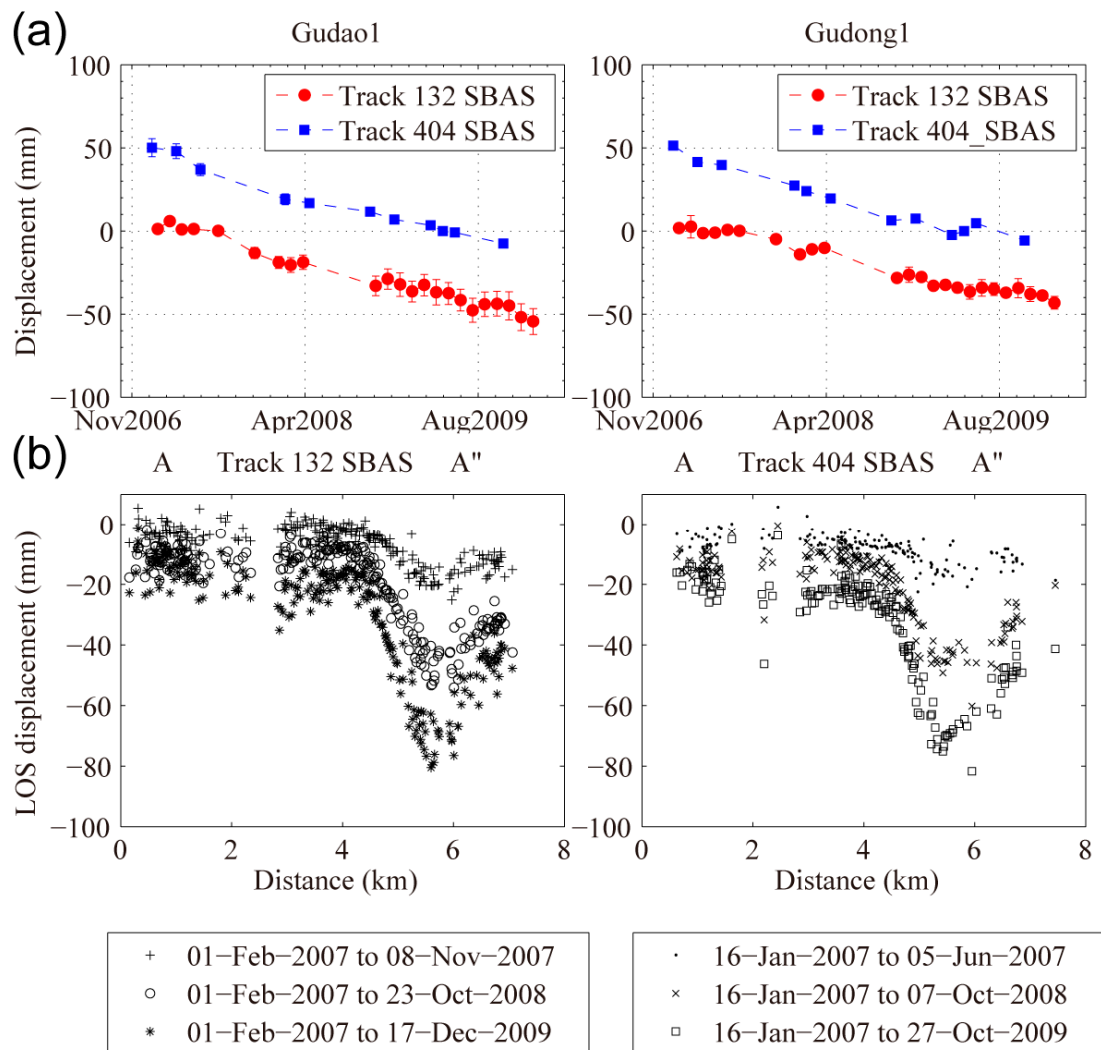 (a)
Gudao1
Gudong1
Displacement (mm)
100
50
0
−50
−100
Nov2006
Apr2008
Aug2009
Track 132 SBAS
Track 404 SBAS
100
50
0
−50
−100
Nov2006
Apr2008
Aug2009
Track 132 SBAS
Track 404_SBAS
(b)
A
Track 132 SBAS
A"
A
Track 404 SBAS
A"
LOS displacement (mm)
0
−20
−40
−60
−80
−100
0
2
4
6
8
Distance (km)
0
−20
−40
−60
−80
−100
0
2
4
6
8
Distance (km)
01−Feb−2007 to 08−Nov−2007
01−Feb−2007 to 23−Oct−2008
01−Feb−2007 to 17−Dec−2009
16−Jan−2007 to 05−Jun−2007
16−Jan−2007 to 07−Oct−2008
16−Jan−2007 to 27−Oct−2009